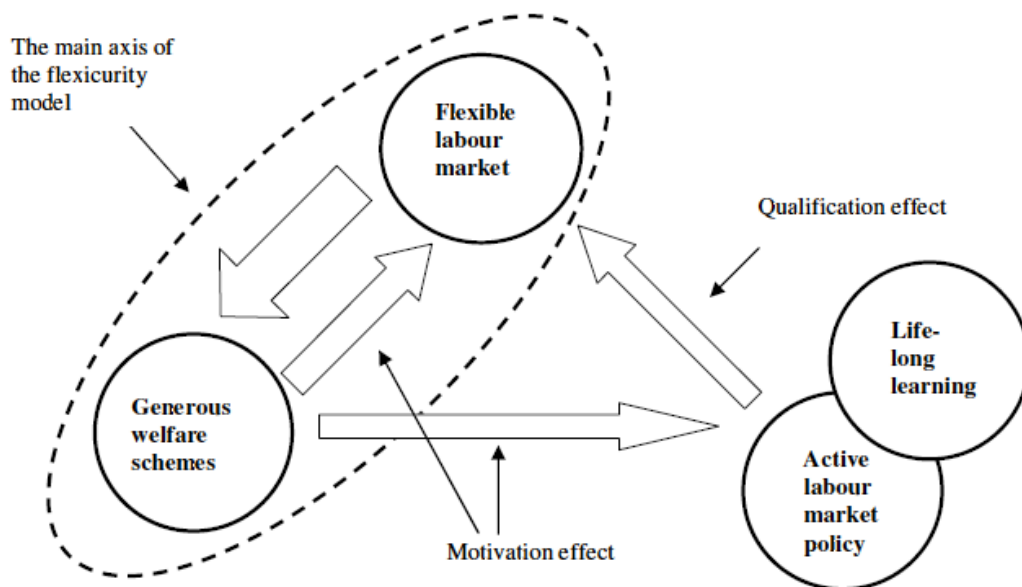 The main axis of
the flexicurity
model
Flexible
labour
market
Qualification effect
Life-
long
learning
Generous
welfare
schemes
Active
labour
market
policy
Motivation effect